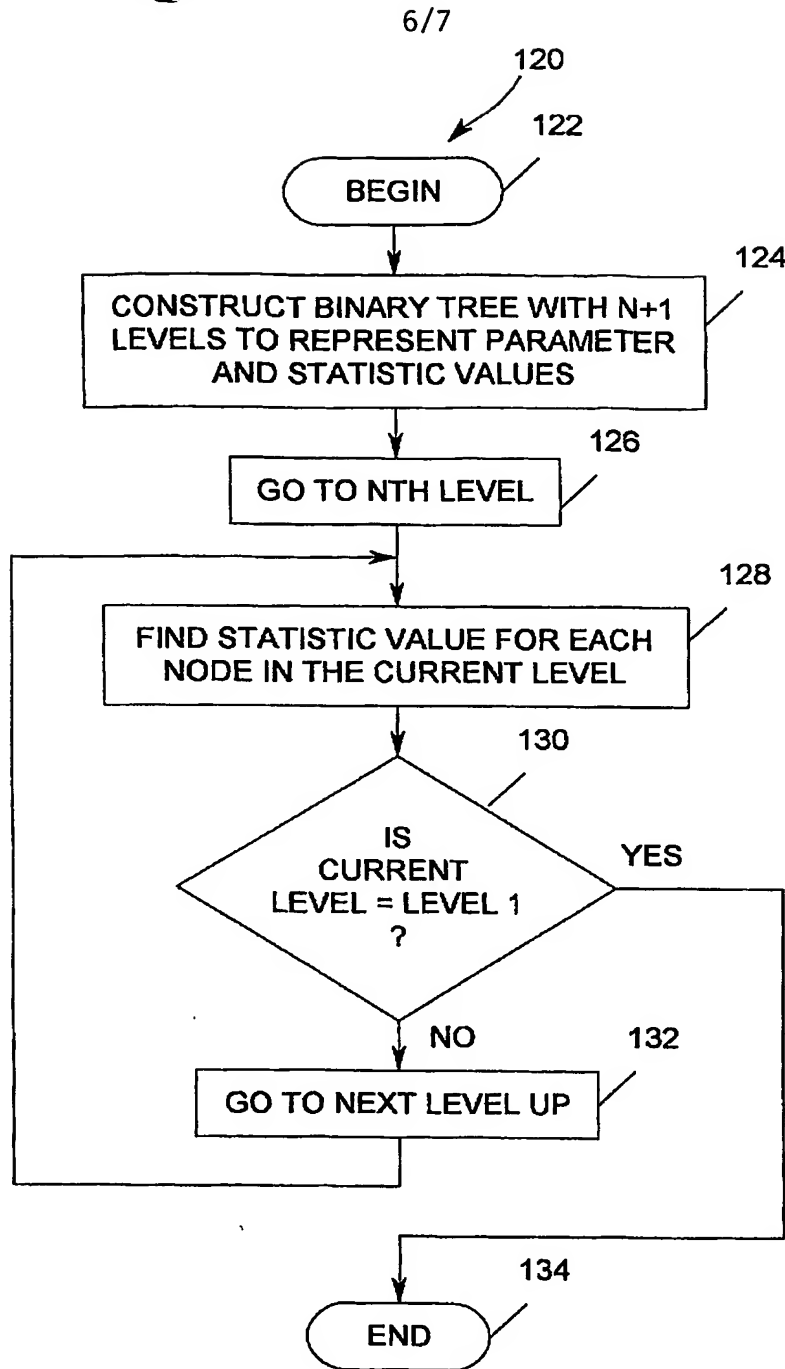 6/7
120
122
BEGIN
124
CONSTRUCT BINARY TREE WITH N+1
LEVELS TO REPRESENT PARAMETER
AND STATISTIC VALUES
126
GO TO NTH LEVEL
128
FIND STATISTIC VALUE FOR EACH
NODE IN THE CURRENT LEVEL
130
IS
CURRENT
LEVEL = LEVEL 1
?
YES
NO
132
GO TO NEXT LEVEL UP
134
END